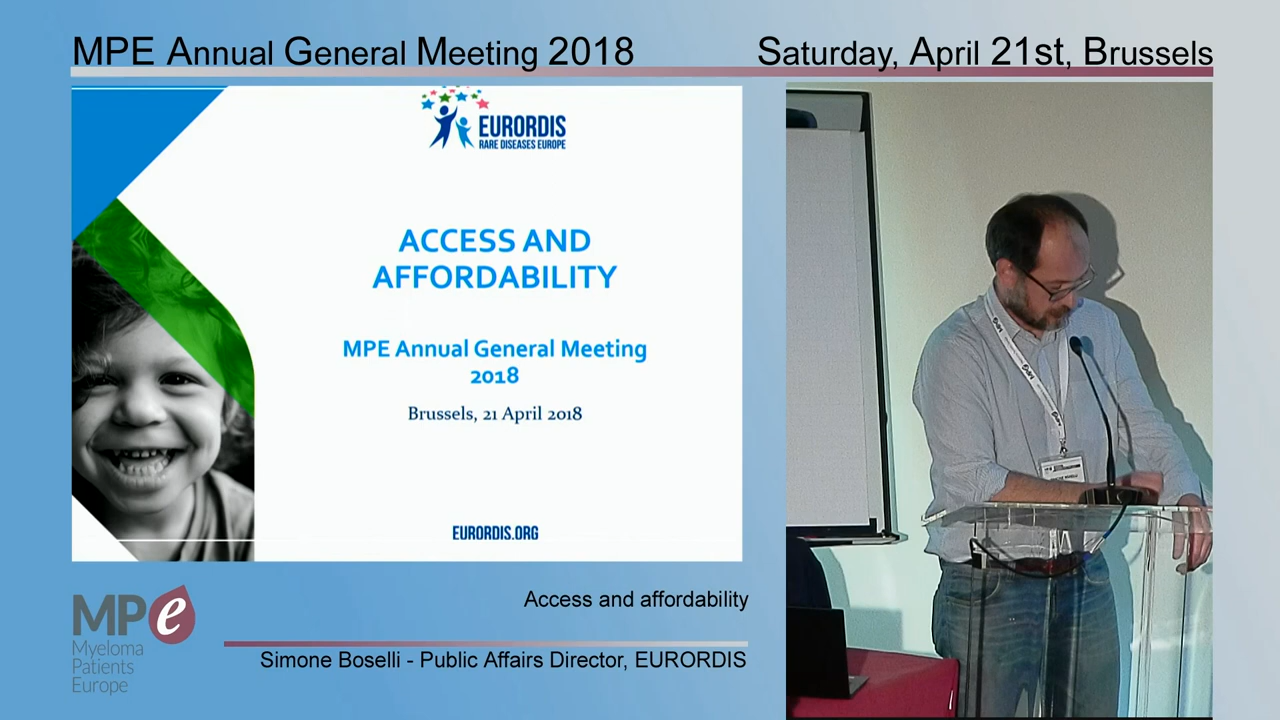 MPE Annual General Meeting 2018
Saturday, April 21st, Brussels
EURORDIS
RARE DISEASES EUROPE
ACCESS AND
AFFORDABILITY
MPE Annual General Meeting
2018
Brussels, 21 April 2018
EURORDIS.ORG
Access and affordability
Simone Boselli - Public Affairs Director, EURORDIS
MPe
Myeloma
Patients
Europe